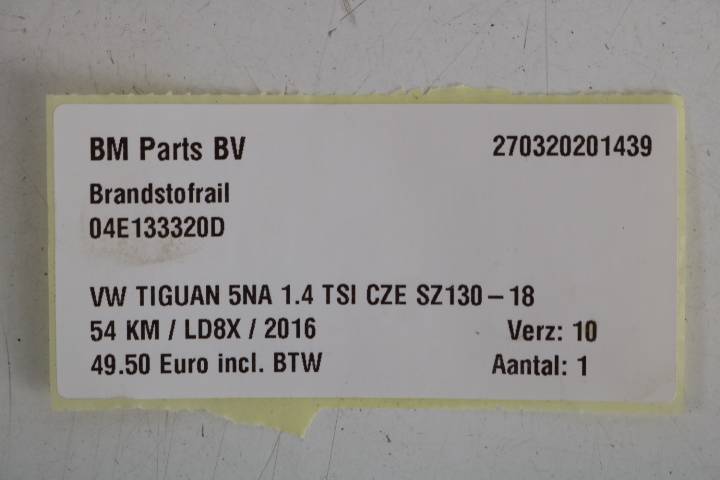 BM Parts BV 270320201439
Brandstofrail
04E133320D
VW TIGUAN 5NA 1.4 TSI CZE SZ130 – 18
54 KM / LD8X / 2016 Verz: 10
49.50 Euro incl. BTW Aantal: 1